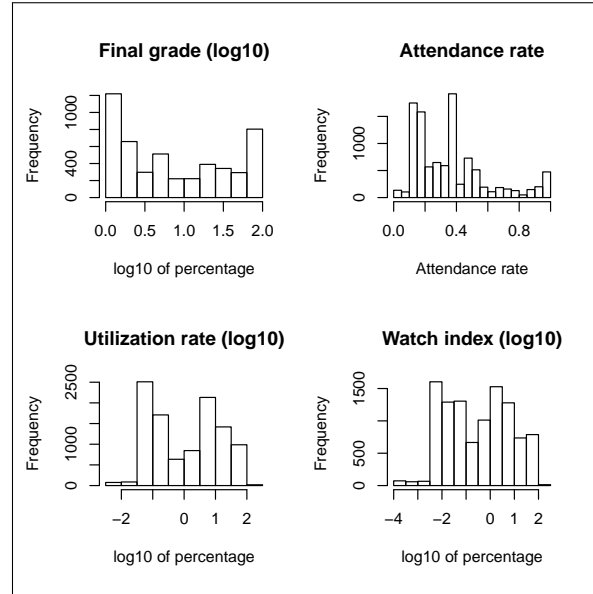 Final grade (log10)
Frequency
400
1000
0.0 0.5 1.0 1.5 2.0
log10 of percentage
Attendance rate
Frequency
0
1000
0.0 0.4 0.8
Attendance rate
Utilization rate (log10)
Frequency
0
1000
2500
−2 0 1 2
log10 of percentage
Watch index (log10)
Frequency
0
500
1500
−4 −2 0 1 2
log10 of percentage